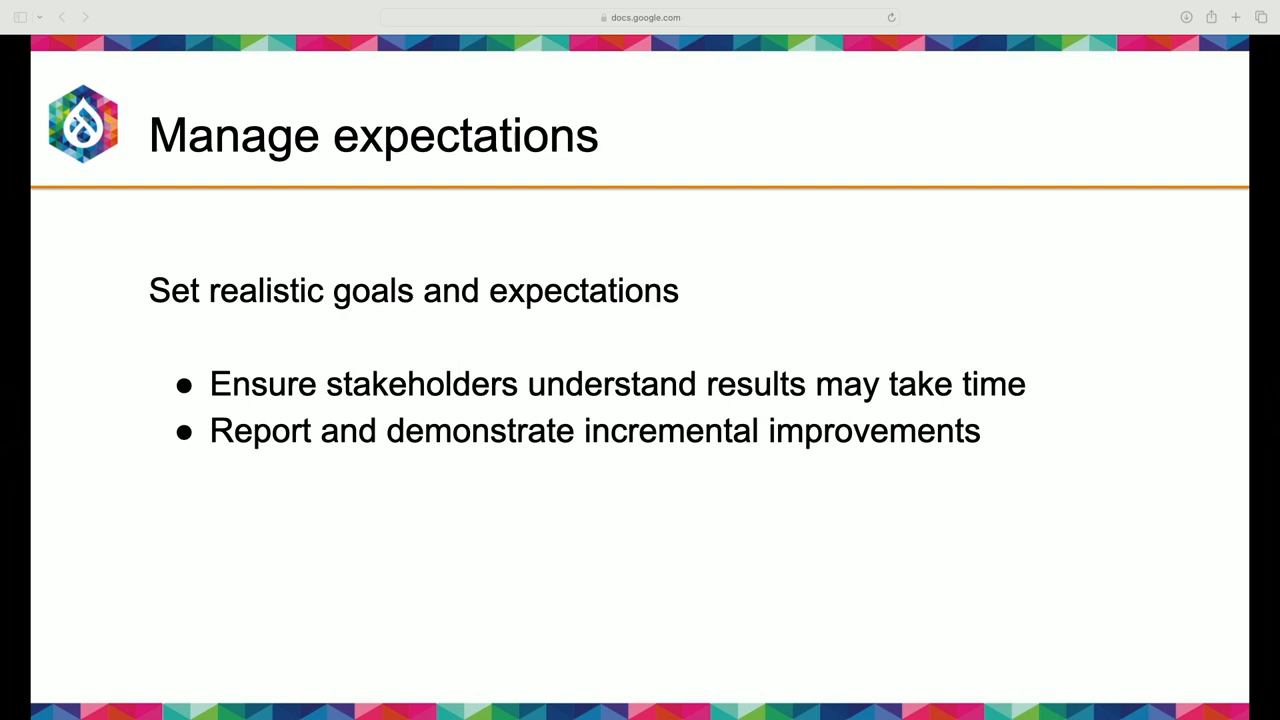 docs.google.com
Manage expectations
Set realistic goals and expectations
● Ensure stakeholders understand results may take time
● Report and demonstrate incremental improvements